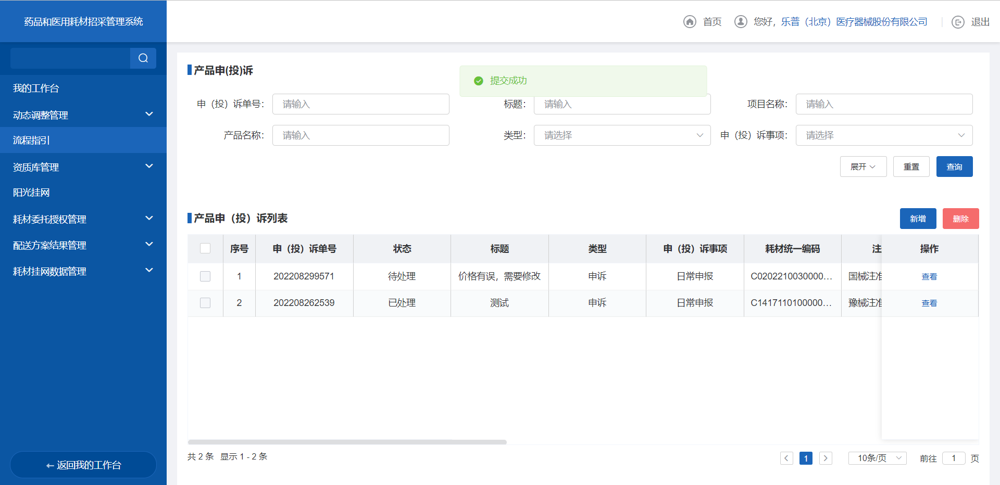 药品和医用耗材招采管理系统
首页
您好，乐普（北京）医疗器械股份有限公司
退出
我的工作台
动态调整管理
流程指引
资质库管理
阳光挂网
耗材委托授权管理
配送方案结果管理
耗材挂网数据管理
←返回我的工作台
产品申(投)诉
提交成功
申（投）诉单号： 请输入
标题： 请输入
项目名称： 请输入
产品名称： 请输入
类型： 请选择
申（投）诉事项： 请选择
展开 重置 查询
产品申（投）诉列表
新增 删除
序号 申（投）诉单号 状态 标题 类型 申（投）诉事项 耗材统一编码 注 操作
1 202208299571 待处理 价格有误，需要修改 申诉 日常申报 C0202210030000... 国械注准 查看
2 202208262539 已处理 测试 申诉 日常申报 C1417110100000... 豫械注准 查看
共 2 条 显示 1 - 2 条
1 10条/页 前往 1 页